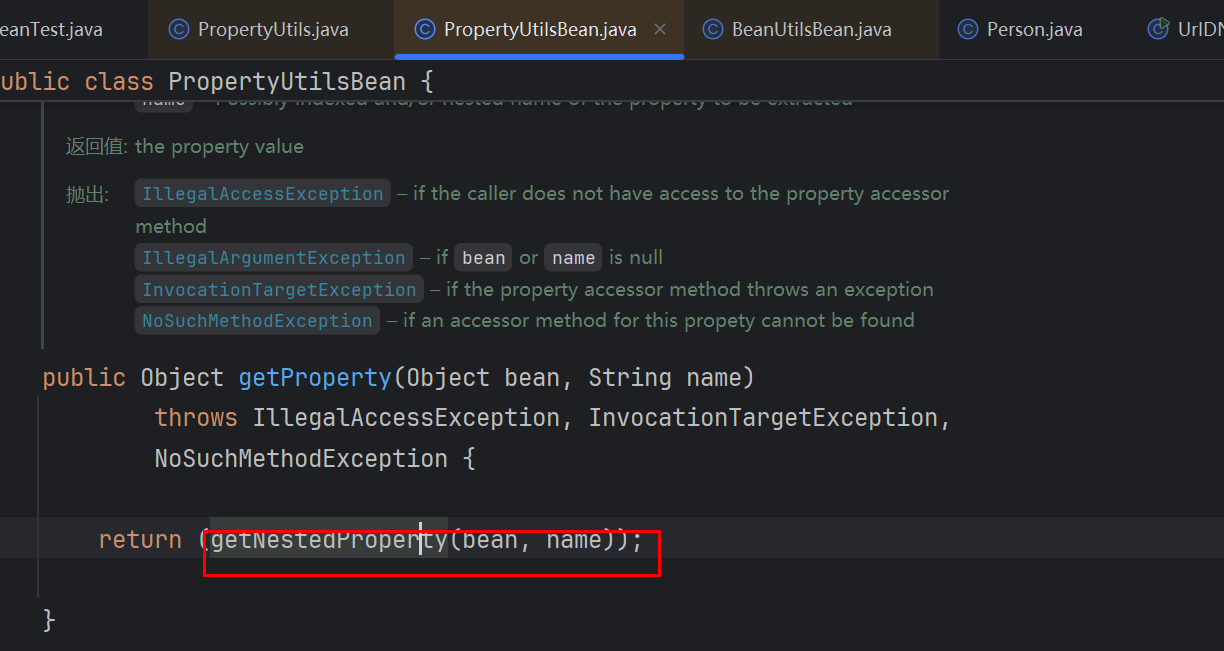 eanTest.java PropertyUtils.java PropertyUtilsBean.java BeanUtilsBean.java Person.java UrlDN
ublic class PropertyUtilsBean {
name – Possibly indexed and/or nested name of the property to be extracted
返回值: the property value
抛出: IllegalAccessException – if the caller does not have access to the property accessor
method
IllegalArgumentException – if bean or name is null
InvocationTargetException – if the property accessor method throws an exception
NoSuchMethodException – if an accessor method for this propety cannot be found
public Object getProperty(Object bean, String name)
throws IllegalAccessException, InvocationTargetException,
NoSuchMethodException {
return (getNestedProperty(bean, name));
}